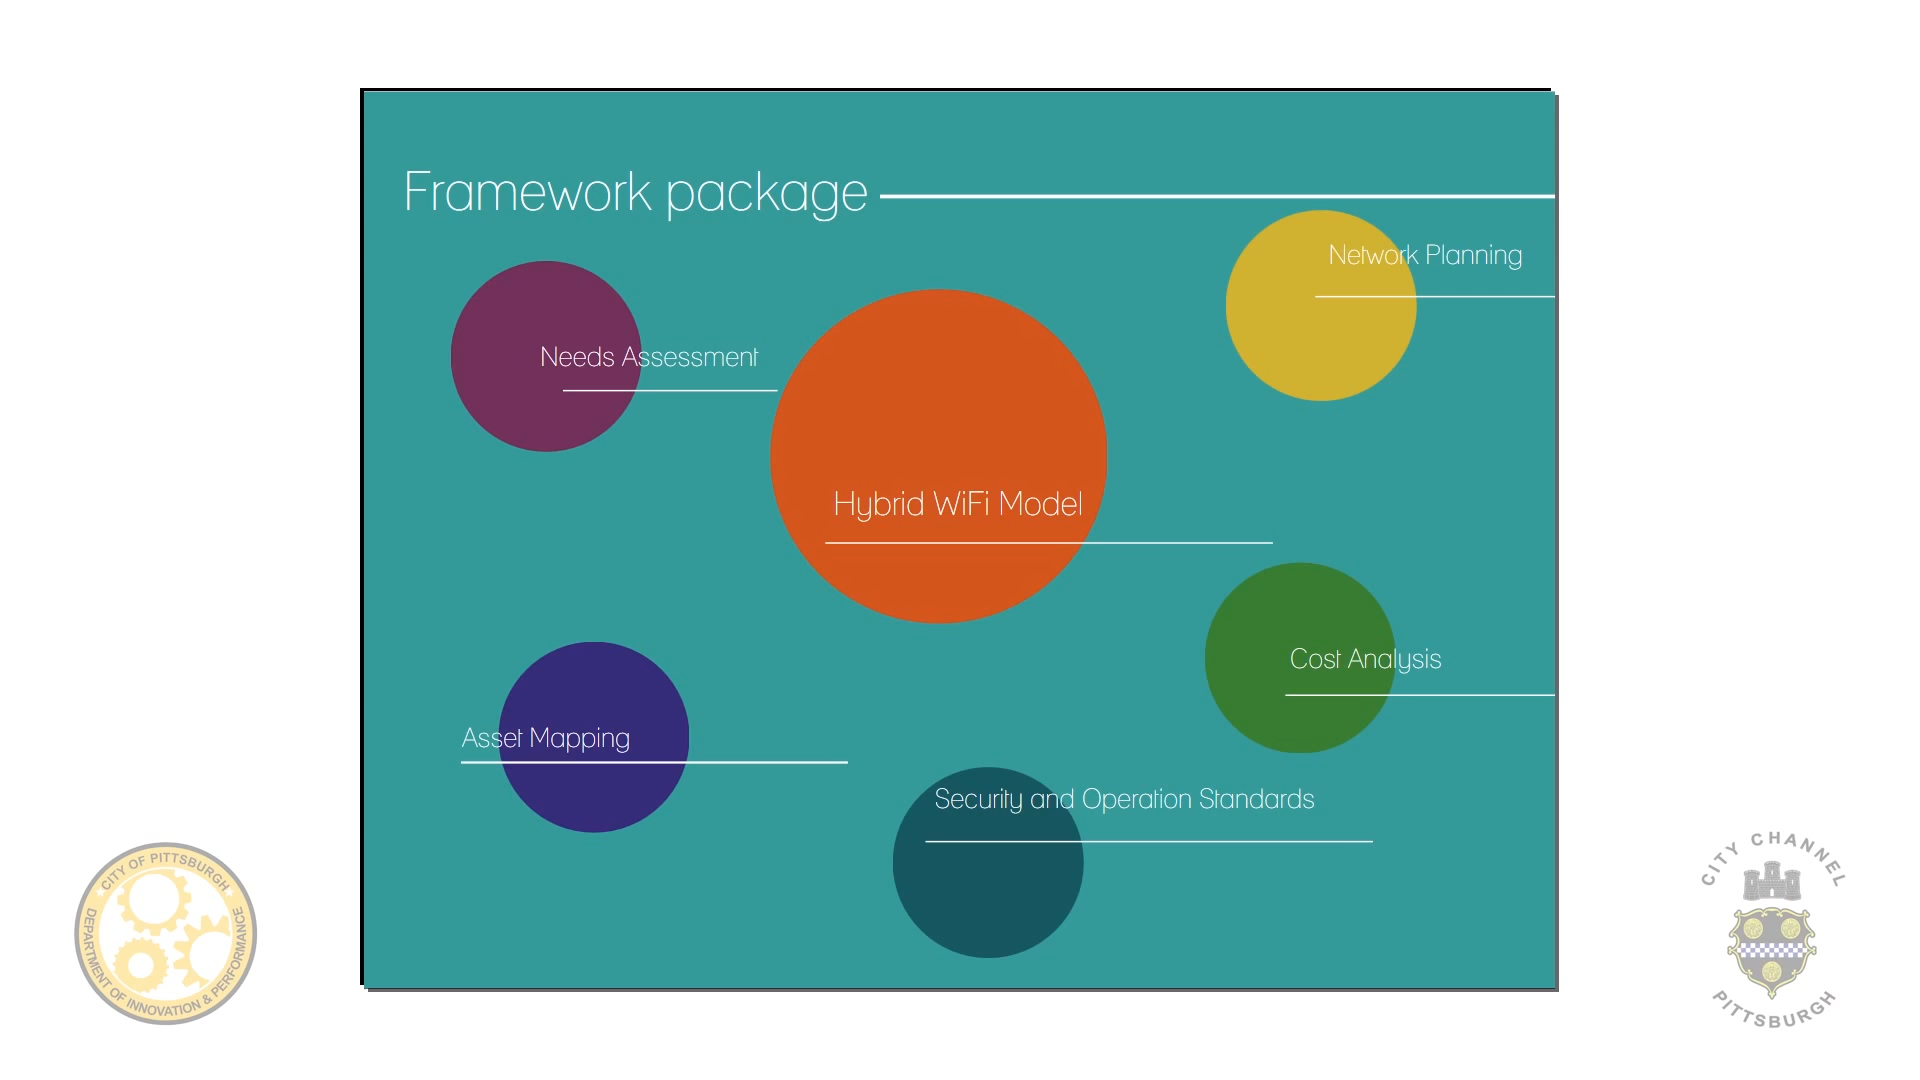 Framework package
Network Planning
Needs Assessment
Hybrid WiFi Model
Cost Analysis
Asset Mapping
Security and Operation Standards
CITY OF PITTSBURGH
DEPARTMENT OF INNOVATION & PERFORMANCE
CITY CHANNEL
PITTSBURGH